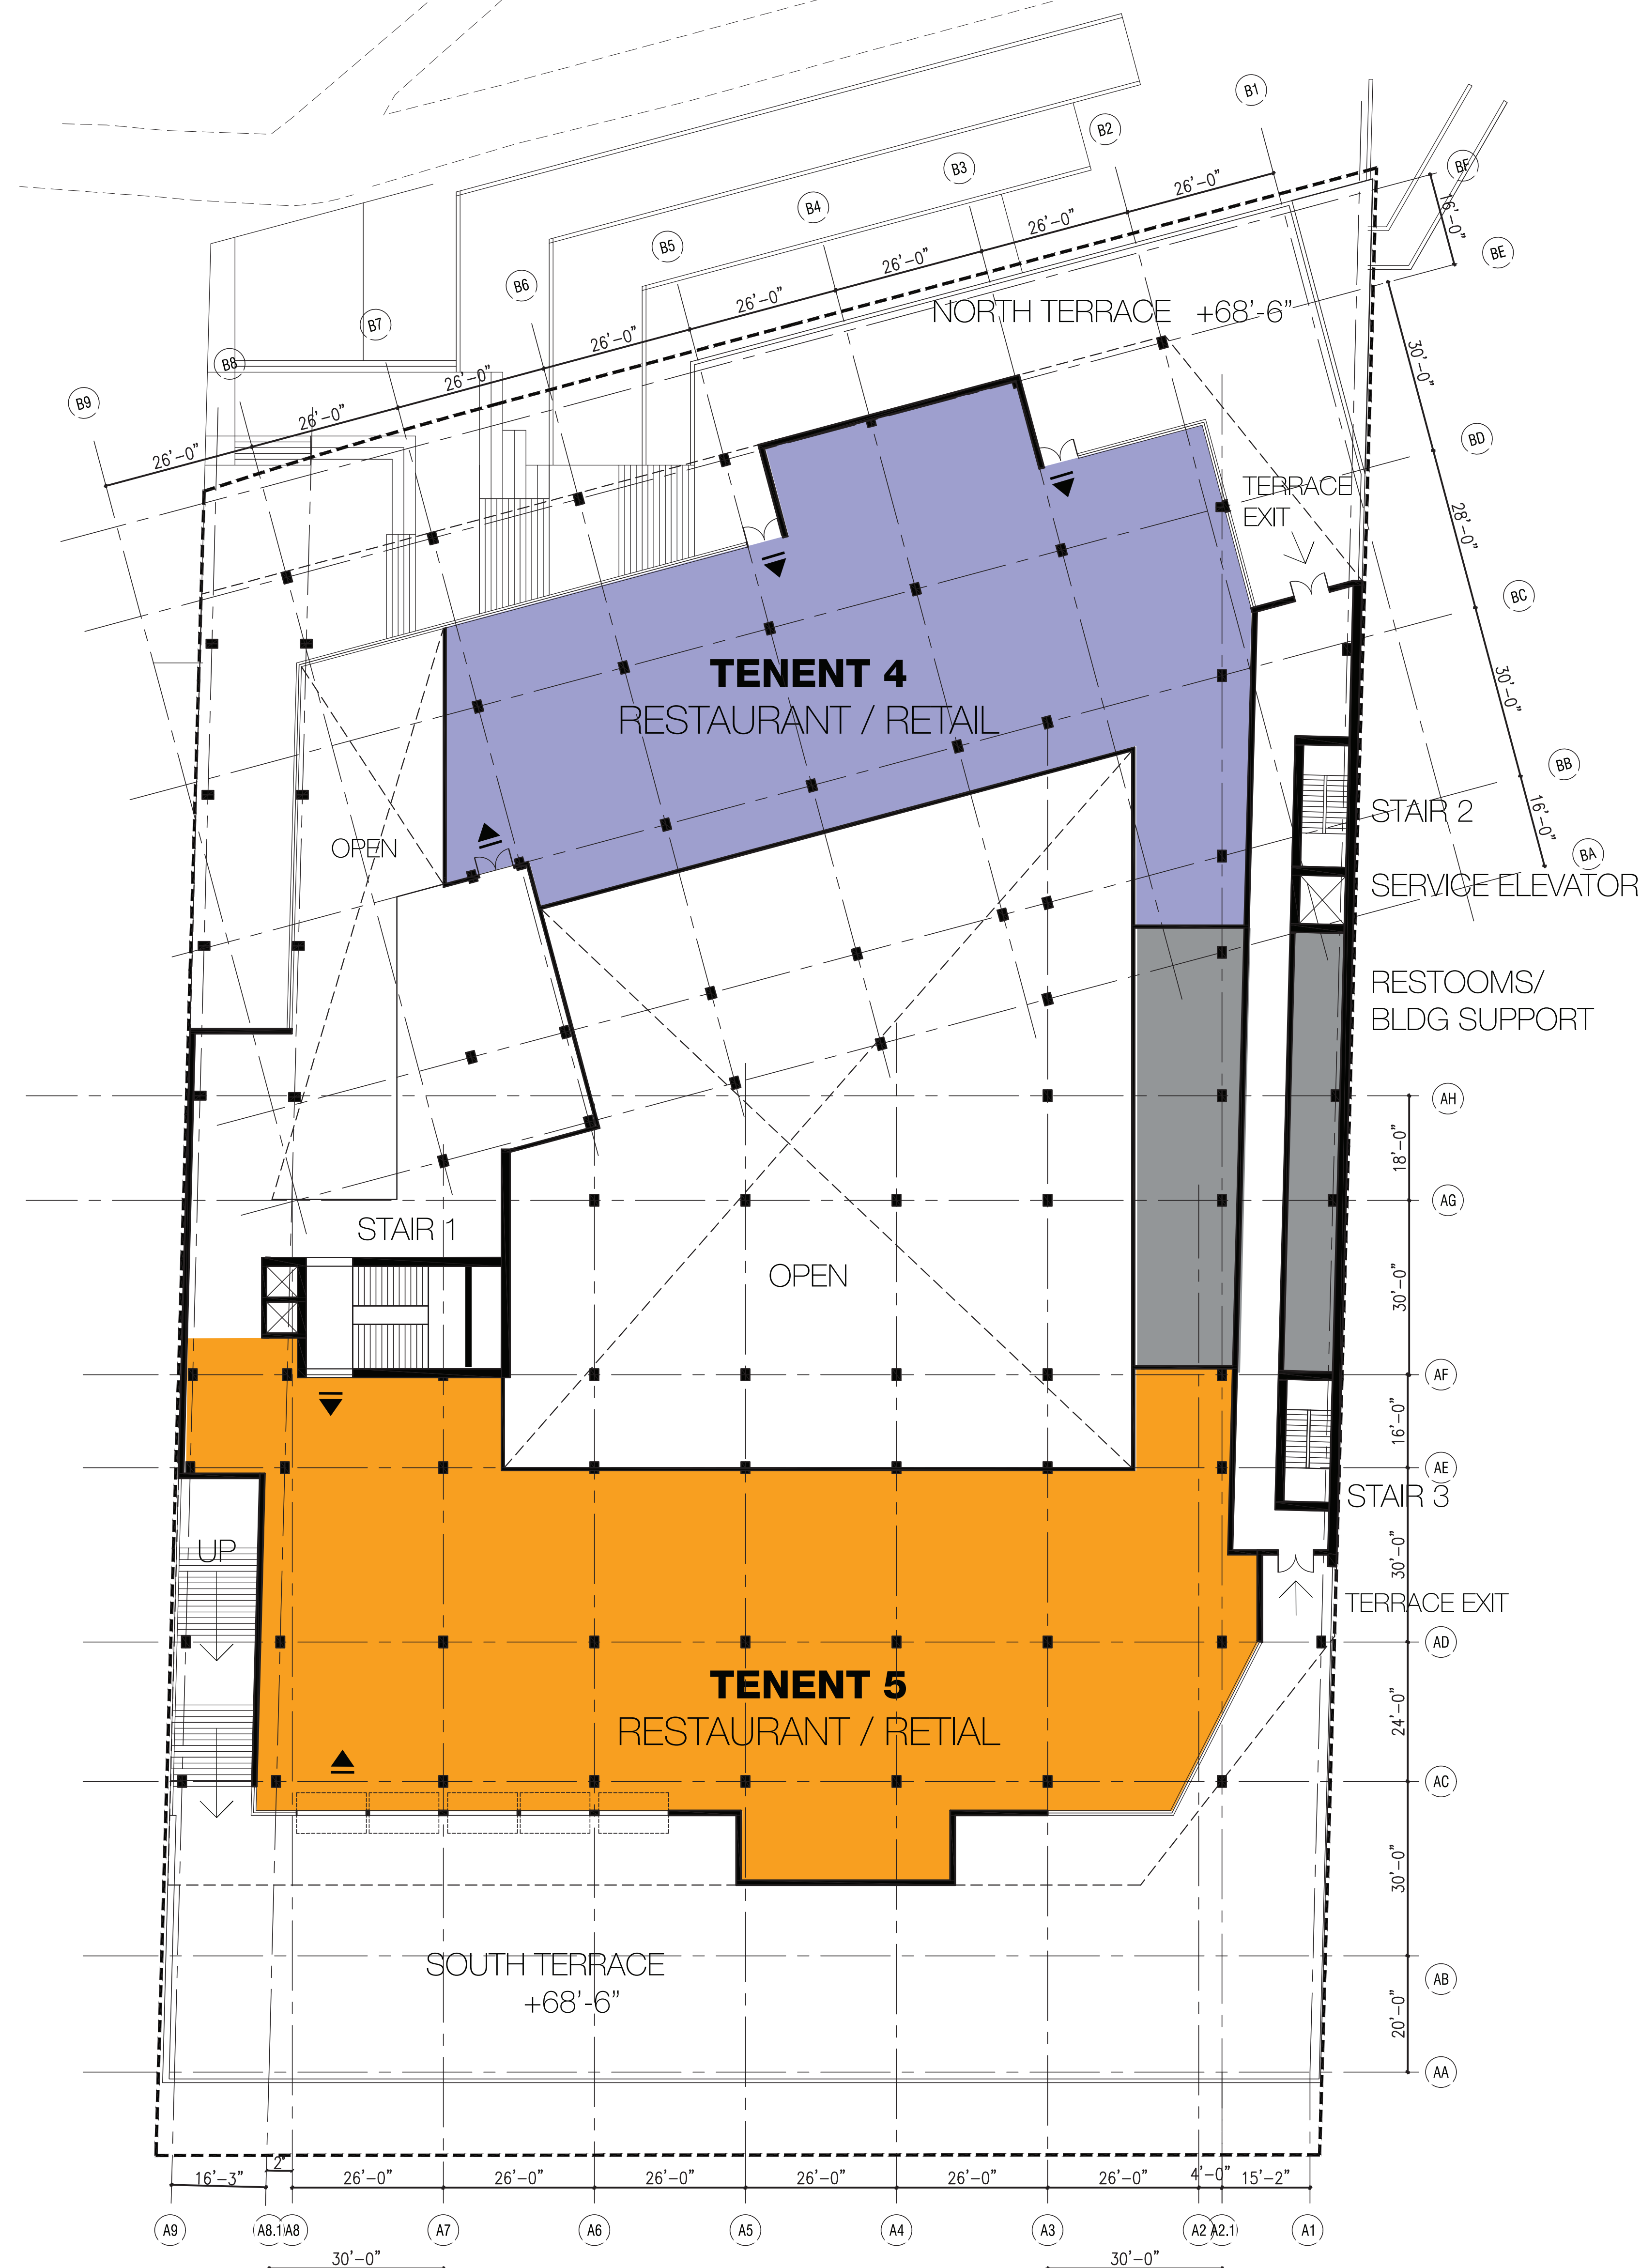 B1
B2
B3
B4
B5
B6
B7
B8
B9
BF
BE
BD
BC
BB
BA
26'-0"
26'-0"
26'-0"
26'-0"
26'-0"
26'-0"
26'-0"
26'-0"
16'-0"
30'-0"
28'-0"
30'-0"
16'-0"
NORTH TERRACE +68'-6"
TERRACE
EXIT
TENENT 4
RESTAURANT / RETAIL
OPEN
STAIR 2
SERVICE ELEVATOR
RESTOOMS/
BLDG SUPPORT
AH
18'-0"
AG
STAIR 1
OPEN
30'-0"
AF
16'-0"
AE
STAIR 3
UP
30'-0"
TERRACE EXIT
AD
TENENT 5
RESTAURANT / RETIAL
24'-0"
AC
30'-0"
SOUTH TERRACE
+68'-6"
AB
20'-0"
AA
16'-3"
2'
26'-0"
26'-0"
26'-0"
26'-0"
26'-0"
26'-0"
4'-0"
15'-2"
A9
A8.1
A8
A7
A6
A5
A4
A3
A2
A2.1
A1
30'-0"
30'-0"